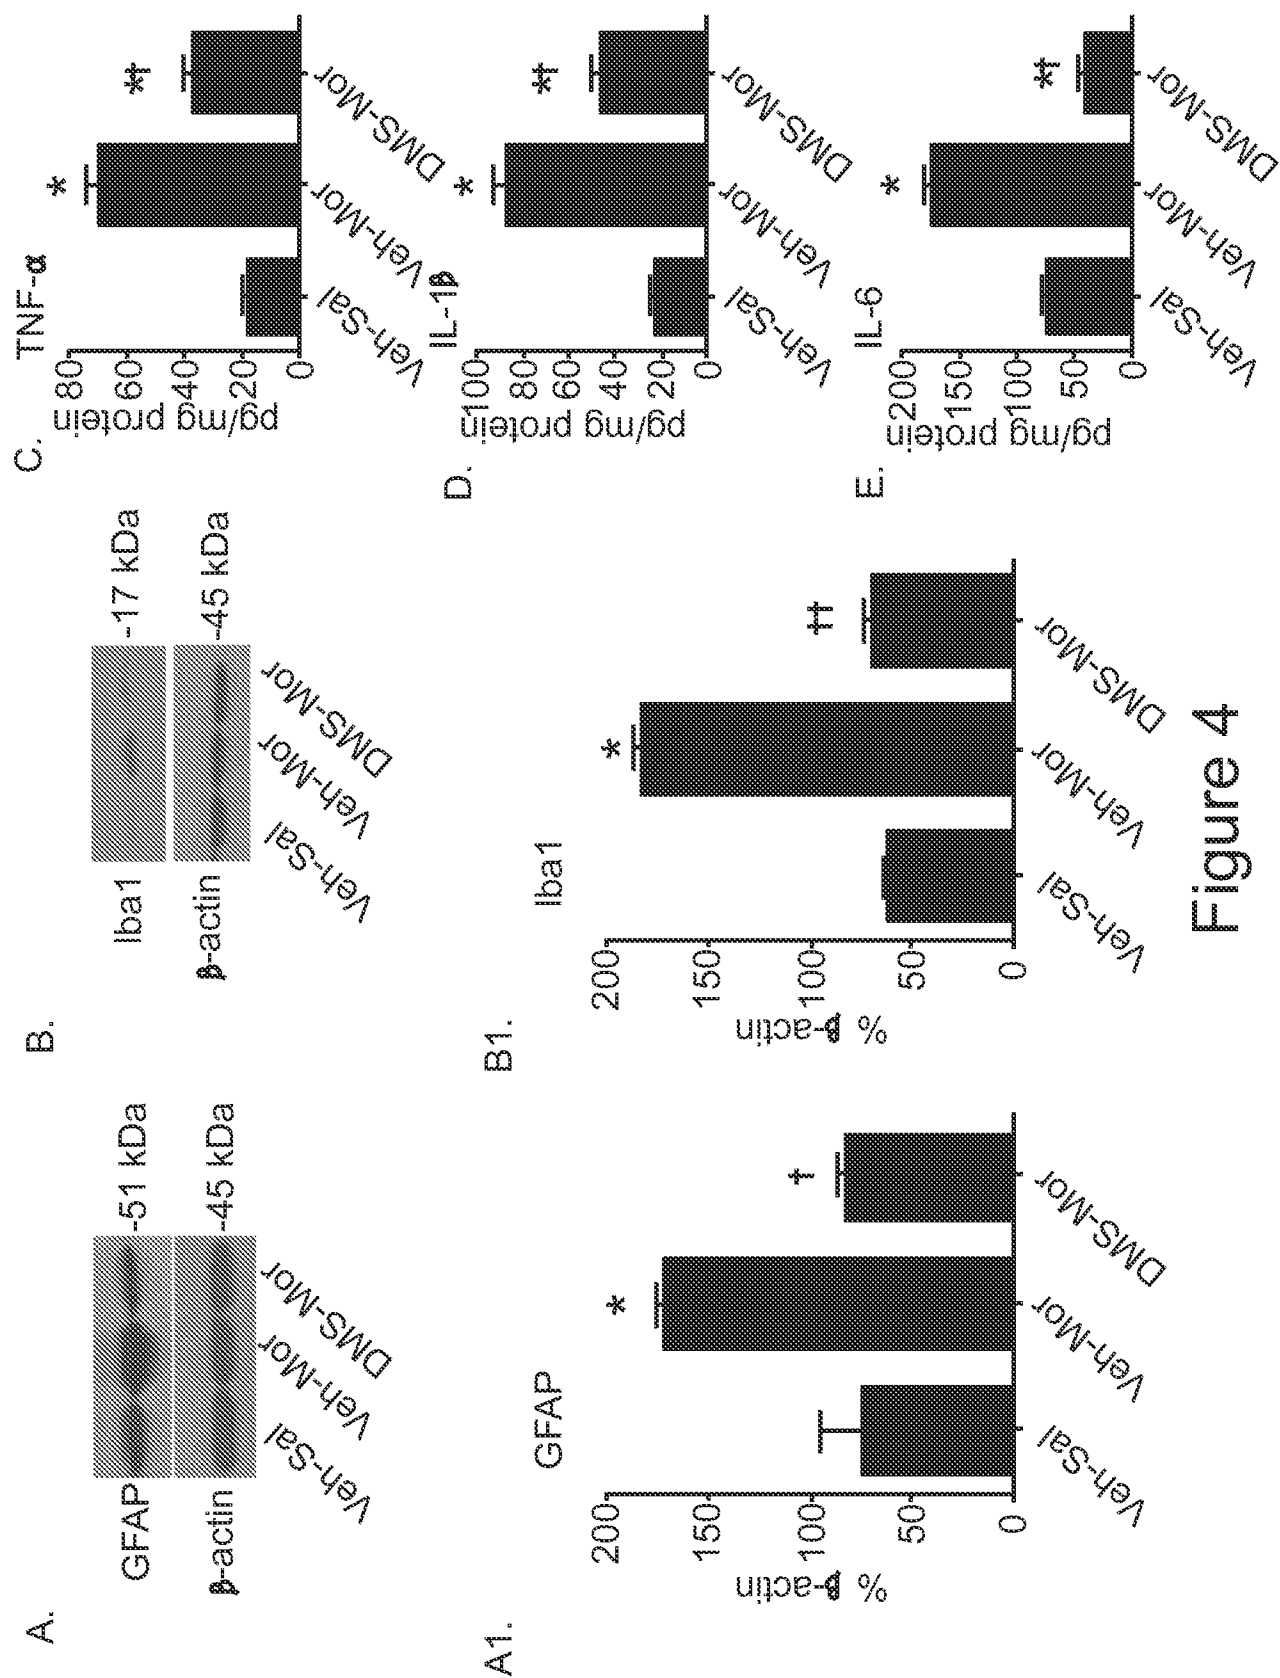 A.
GFAP
-51 kDa
β-actin
-45 kDa
Veh-Sal
Veh-Mor
DMS-Mor
B.
Iba1
-17 kDa
β-actin
-45 kDa
Veh-Sal
Veh-Mor
DMS-Mor
A1.
GFAP
% β-actin
200
150
100
50
0
*
†
Veh-Sal
Veh-Mor
DMS-Mor
B1.
Iba1
% β-actin
200
150
100
50
0
*
††
Veh-Sal
Veh-Mor
DMS-Mor
C.
TNF-α
pg/mg protein
80
60
40
20
0
*
*†
Veh-Sal
Veh-Mor
DMS-Mor
D.
IL-1β
pg/mg protein
100
80
60
40
20
0
*
*†
Veh-Sal
Veh-Mor
DMS-Mor
E.
IL-6
pg/mg protein
200
150
100
50
0
*
*†
Veh-Sal
Veh-Mor
DMS-Mor
Figure 4